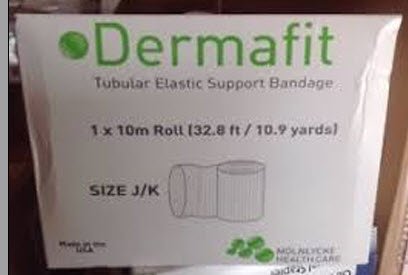 Dermafit
Tubular Elastic Support Bandage
1 x 10m Roll (32.8 ft / 10.9 yards)
SIZE J/K
Made in the
USA
MOLNLYCKE
HEALTH CARE